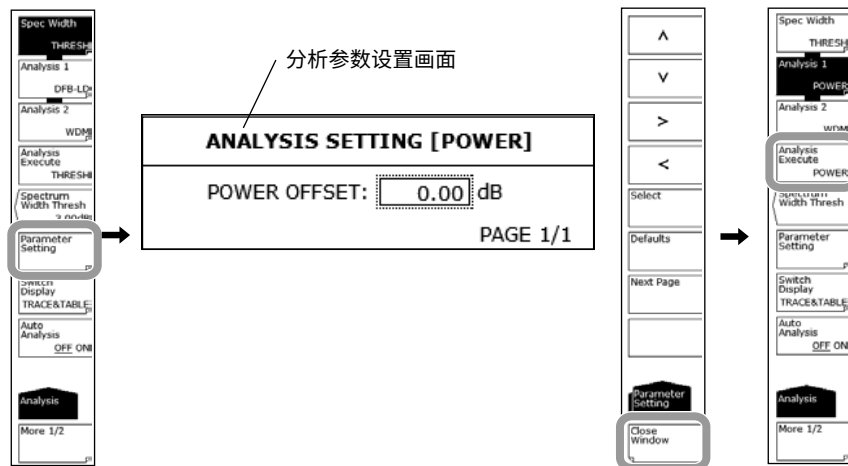 Spec Width
THRESH
Analysis 1
DFB-LD
Analysis 2
WDM
Analysis
Execute
THRESH
Spectrum
Width Thresh
3.00dB
Parameter
Setting
Switch
Display
TRACE&TABLE
Auto
Analysis
OFF ON
Analysis
More 1/2
分析参数设置画面
ANALYSIS SETTING [POWER]
POWER OFFSET: 0.00 dB
PAGE 1/1
∧
∨
>
<
Select
Defaults
Next Page
Parameter
Setting
Close
Window
Spec Width
THRESH
Analysis 1
POWER
Analysis 2
WDM
Analysis
Execute
POWER
Spectrum
Width Thresh
Parameter
Setting
Switch
Display
TRACE&TABLE
Auto
Analysis
OFF ON
Analysis
More 1/2